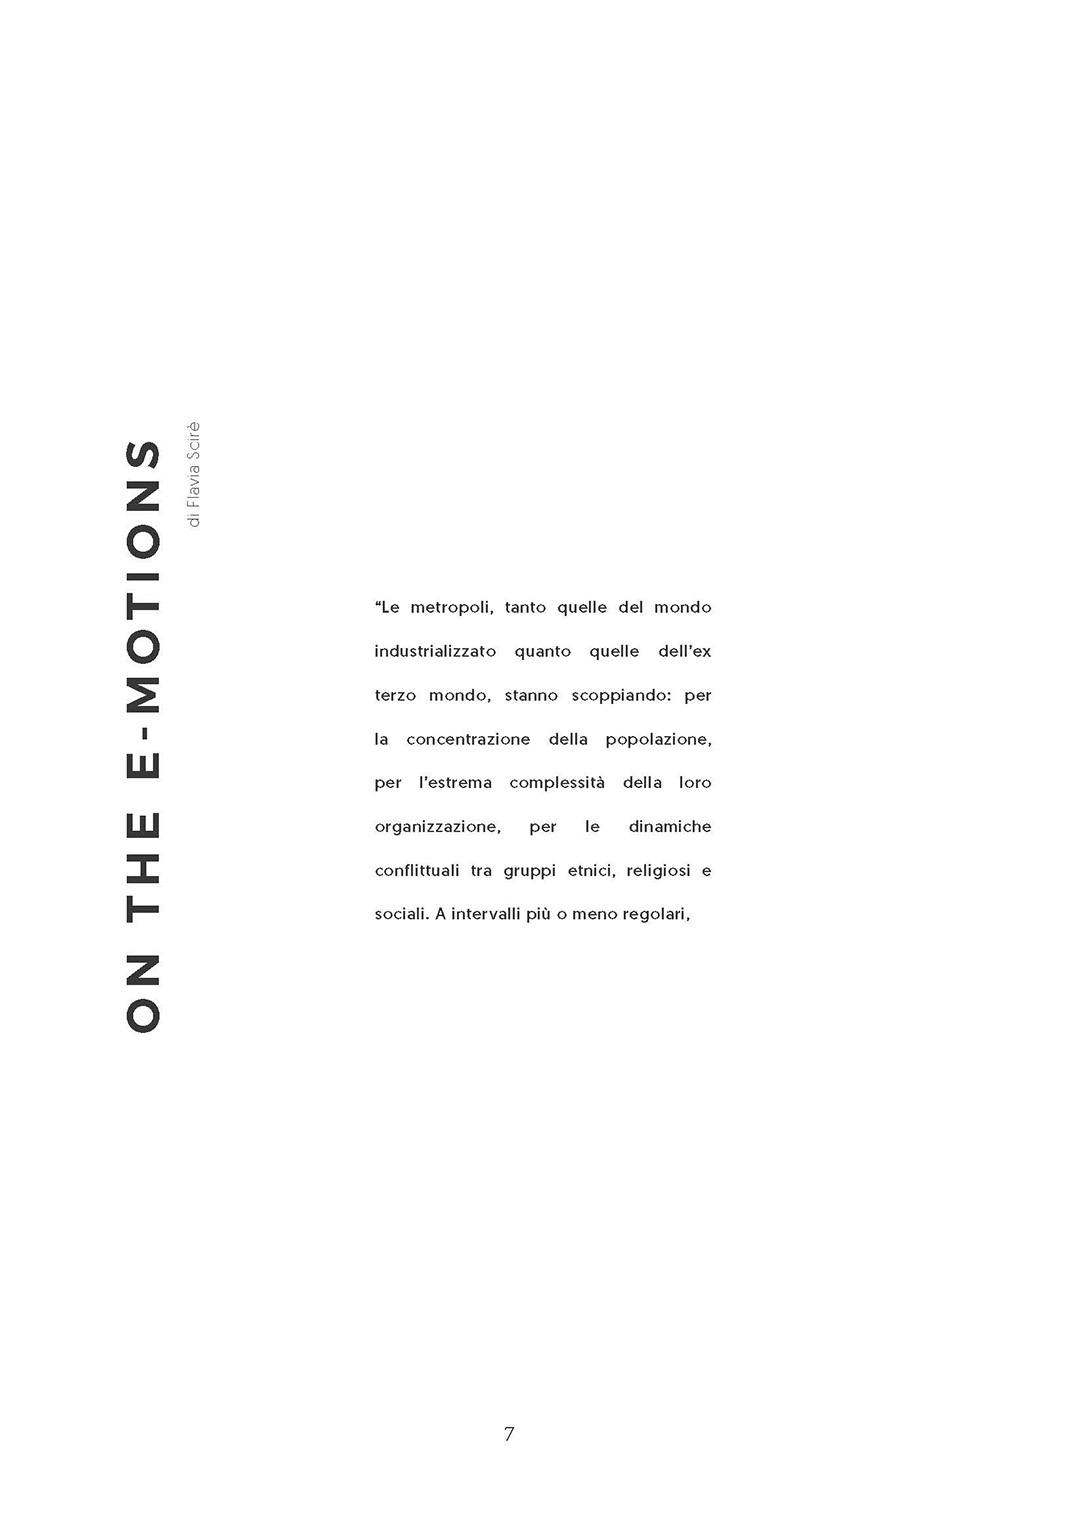 ON THE E-MOTIONS
di Flavia Scirè
“Le metropoli, tanto quelle del mondo
industrializzato quanto quelle dell’ex
terzo mondo, stanno scoppiando: per
la concentrazione della popolazione,
per l’estrema complessità della loro
organizzazione, per le dinamiche
conflittuali tra gruppi etnici, religiosi e
sociali. A intervalli più o meno regolari,
7